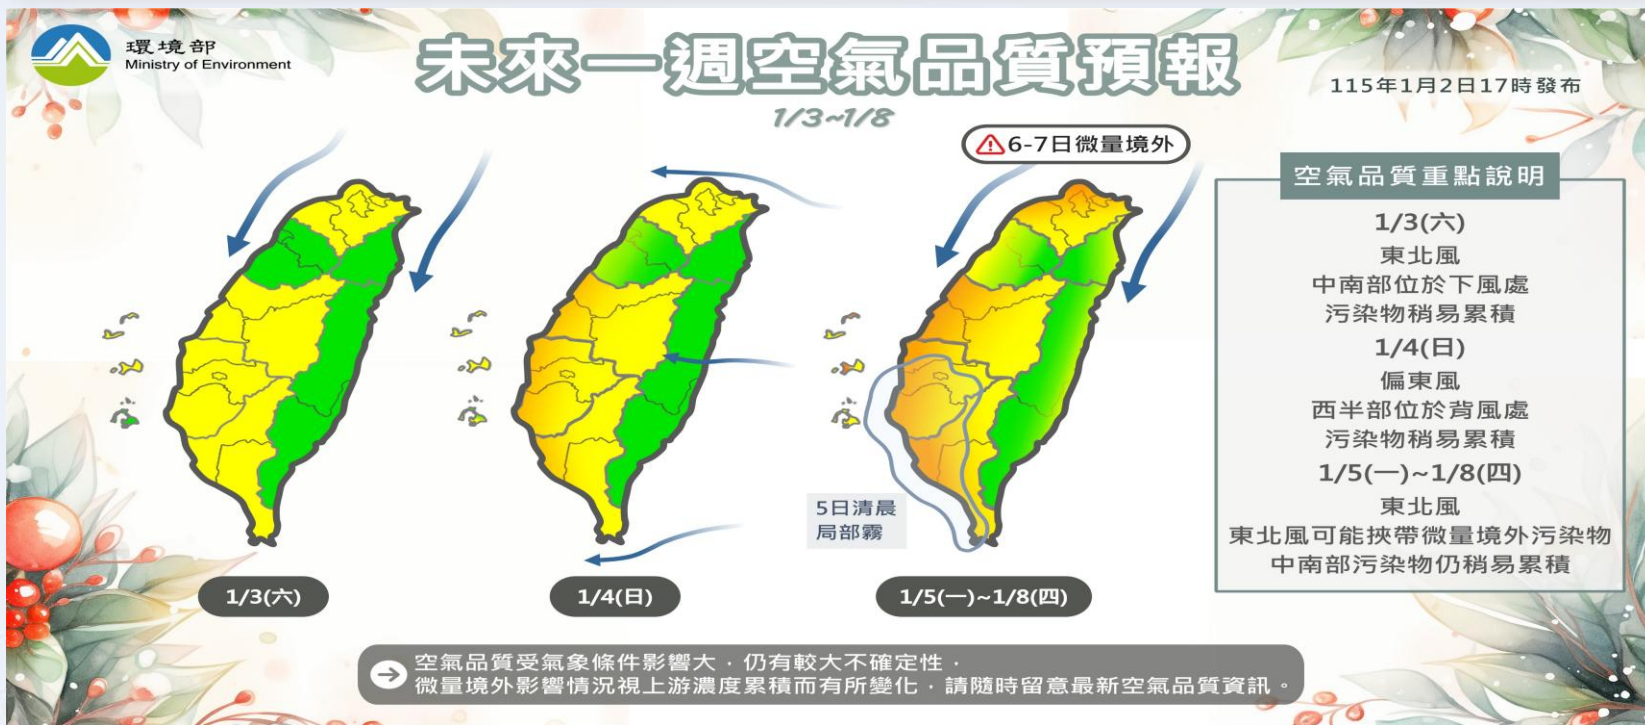 環境部
Ministry of Environment
未來一週空氣品質預報
1/3~1/8
115年1月2日17時發布
6-7日微量境外
5日清晨
局部霧
1/3(六)
1/4(日)
1/5(一)~1/8(四)
空氣品質重點說明
1/3(六)
東北風
中南部位於下風處
污染物稍易累積
1/4(日)
偏東風
西半部位於背風處
污染物稍易累積
1/5(一)~1/8(四)
東北風
東北風可能挾帶微量境外污染物
中南部污染物仍稍易累積
空氣品質受氣象條件影響大，仍有較大不確定性，
微量境外影響情況視上游濃度累積而有所變化，請隨時留意最新空氣品質資訊。